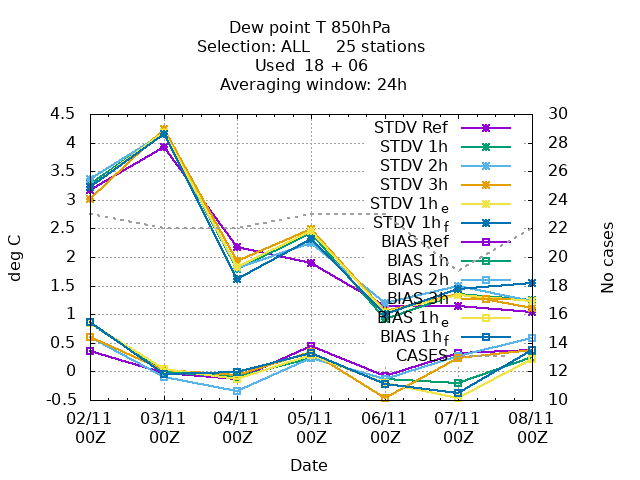 Dew point T 850hPa
Selection: ALL     25 stations
Used  18 + 06
Averaging window: 24h
4.5
4
3.5
3
2.5
2
1.5
1
0.5
0
-0.5
deg C
30
28
26
24
22
20
18
16
14
12
10
No cases
STDV Ref
STDV 1h
STDV 2h
STDV 3h
STDV 1he
STDV 1hf
BIAS Ref
BIAS 1h
BIAS 2h
BIAS 3h
BIAS 1he
BIAS 1hf
CASES
02/11 03/11 04/11 05/11 06/11 07/11 08/11
00Z 00Z 00Z 00Z 00Z 00Z 00Z
Date